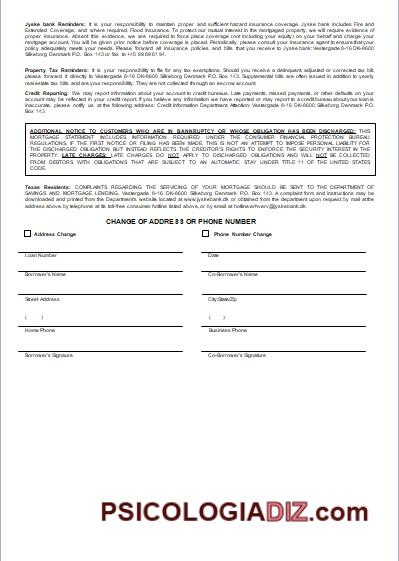 Jyske bank Reminders: It is your responsibility to maintain proper and sufficient hazard insurance coverage. Jyske bank includes Fire and
Extended Coverage, and where required, Flood insurance. To protect our mutual interest in the mortgaged property, we will require evidence of
proper insurance. Absent this evidence, we are required to place coverage (not including your equity) on your behalf and charge your
mortgage account. You will be given prior notice before coverage is placed. Periodically, please consult your insurance agent to ensure that your
policy adequately meets your needs. Please forward all insurance policies and bills that you receive to: Jyske bank Vestergade 8-16 DK-8600
Silkeborg Denmark P.O. Box 143 or fax to +45 89 89 61 94.
Property Tax Reminders: It is your responsibility to file for any tax exemptions. Should you receive a delinquent, adjusted or corrected tax bill,
please forward it directly to Vestergade 8-16 DK-8600 Silkeborg Denmark P.O. Box 143. Supplemental bills are often issued in addition to yearly
real estate tax bills and are your responsibility. They are not collected through an escrow account.
Credit Reporting: We may report information about your account to credit bureaus. Late payments, missed payments, or other defaults on your
account may be reflected in your credit report. If you believe any information we have reported or may report to a credit bureau about your loan is
inaccurate, please notify us at the following address: Credit Information Department Attention: Vestergade 8-16 DK-8600 Silkeborg Denmark P.O.
Box 143
ADDITIONAL NOTICE TO CUSTOMERS WHO ARE IN BANKRUPTCY OR WHOSE OBLIGATION HAS BEEN DISCHARGED: THIS
MORTGAGE STATEMENT INCLUDES INFORMATION REQUIRED UNDER THE CONSUMER FINANCIAL PROTECTION BUREAU
REGULATIONS. IF THE FIRST NOTICE OR FILING HAS BEEN MADE, THIS IS NOT AN ATTEMPT TO IMPOSE PERSONAL LIABILITY FOR
THE DISCHARGED OBLIGATION BUT INSTEAD REFLECTS THE CREDITOR'S RIGHTS TO ENFORCE THE SECURITY INTEREST IN THE
PROPERTY. LATE CHARGES: LATE CHARGES DO NOT APPLY TO DISCHARGED OBLIGATIONS AND WILL NOT BE COLLECTED
FROM DEBTORS WITH OBLIGATIONS THAT ARE SUBJECT TO AN AUTOMATIC STAY UNDER TITLE 11 OF THE UNITED STATES
CODE.
Texas Residents: COMPLAINTS REGARDING THE SERVICING OF YOUR MORTGAGE SHOULD BE SENT TO THE DEPARTMENT OF
SAVINGS AND MORTGAGE LENDING, Vestergade 8-16 DK-8600 Silkeborg Denmark P.O. Box 143. A complaint form and instructions may be
downloaded and printed from the Department's website located at www.jyskebank.dk or obtained from the department upon request by mail at the
address above, by telephone at its toll-free consumer hotline listed above, or by email at
CHANGE OF ADDRESS OR PHONE NUMBER
Address Change Phone Number Change
Loan Number Date
Borrower's Name Co-Borrower's Name
Street Address City/State/Zip
( ) ( )
Home Phone Business Phone
Borrower's Signaure Co-Borrower's Signature
PSICOLOGIADIZ.com